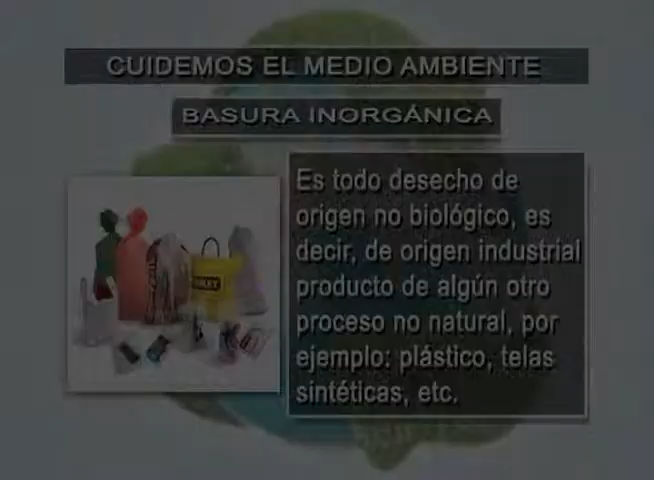 CUIDEMOS EL MEDIO AMBIENTE
BASURA INORGÁNICA
Es todo desecho de
origen no biológico, es
decir, de origen industrial
producto de algún otro
proceso no natural, por
ejemplo: plástico, telas
sintéticas, etc.